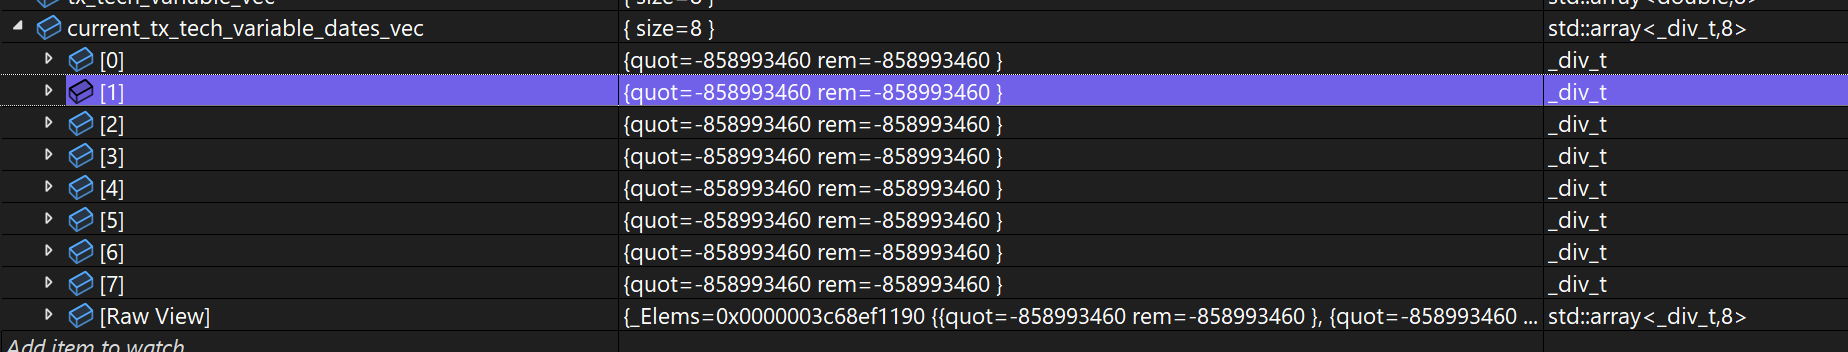 tx_tech_variable_vec { size=8 } std::array<double,8>
current_tx_tech_variable_dates_vec { size=8 } std::array<_div_t,8>
[0] {quot=-858993460 rem=-858993460 } _div_t
[1] {quot=-858993460 rem=-858993460 } _div_t
[2] {quot=-858993460 rem=-858993460 } _div_t
[3] {quot=-858993460 rem=-858993460 } _div_t
[4] {quot=-858993460 rem=-858993460 } _div_t
[5] {quot=-858993460 rem=-858993460 } _div_t
[6] {quot=-858993460 rem=-858993460 } _div_t
[7] {quot=-858993460 rem=-858993460 } _div_t
[Raw View] {_Elems=0x0000003c68ef1190 {{quot=-858993460 rem=-858993460 }, {quot=-858993460 ... std::array<_div_t,8>
Add item to watch